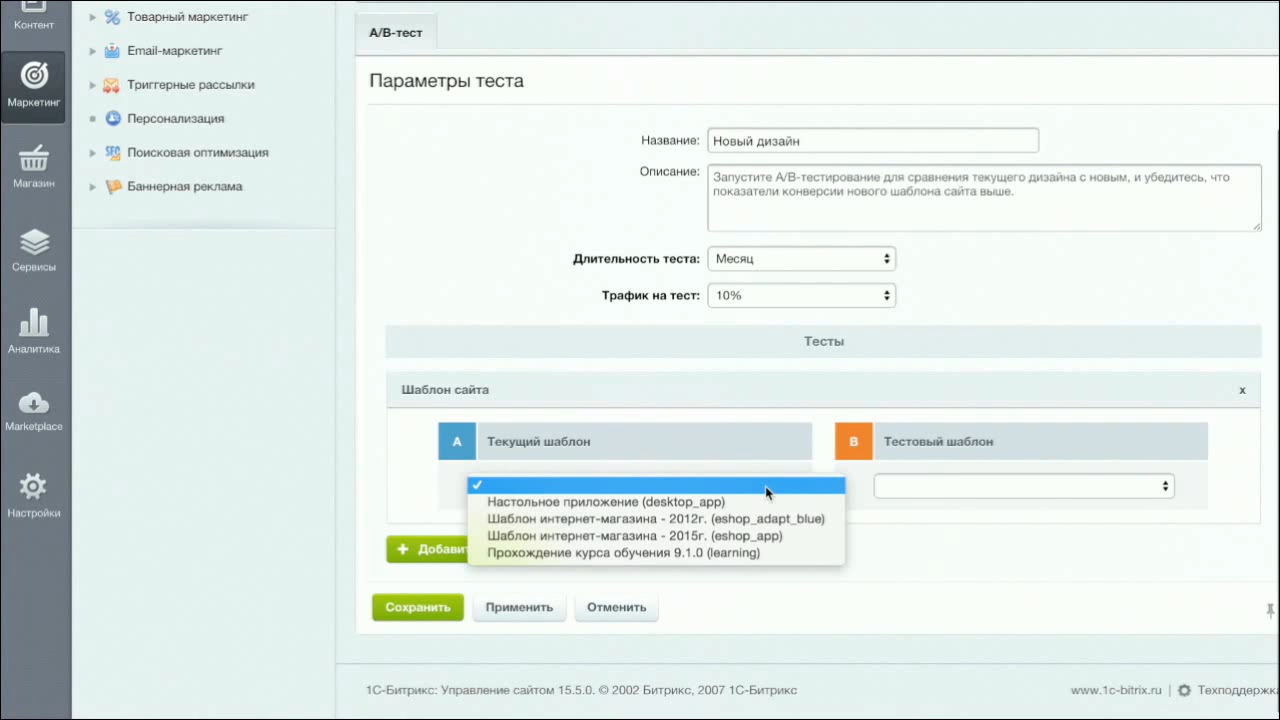 Контент
Маркетинг
Магазин
Сервисы
Аналитика
Marketplace
Настройки
Товарный маркетинг
Email-маркетинг
Триггерные рассылки
Персонализация
SEO Поисковая оптимизация
Баннерная реклама
A/B-тест
Параметры теста
Название: Новый дизайн
Описание: Запустите A/B-тестирование для сравнения текущего дизайна с новым, и убедитесь, что
показатели конверсии нового шаблона сайта выше.
Длительность теста: Месяц
Трафик на тест: 10%
Тесты
Шаблон сайта x
A Текущий шаблон B Тестовый шаблон
Настольное приложение (desktop_app)
Шаблон интернет-магазина - 2012г. (eshop_adapt_blue)
Шаблон интернет-магазина - 2015г. (eshop_app)
Прохождение курса обучения 9.1.0 (learning)
+ Добавит
Сохранить Применить Отменить
1С-Битрикс: Управление сайтом 15.5.0. © 2002 Битрикс, 2007 1С-Битрикс www.1c-bitrix.ru | Техподдержка